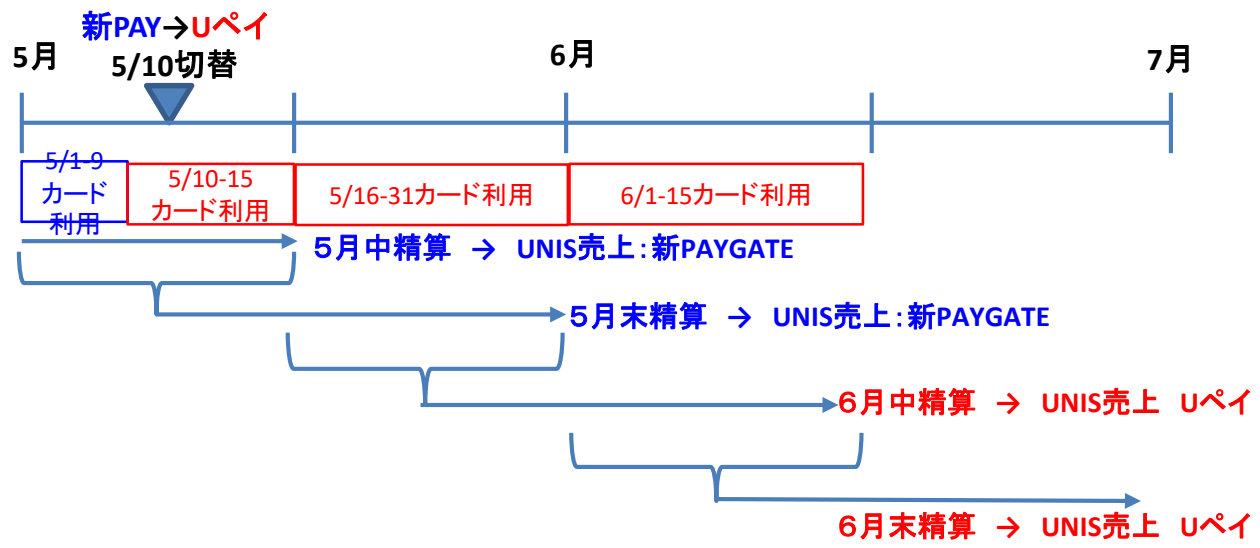 新PAY→Uペイ
5月
5/10切替
6月
7月
5/1-9
カード
利用
5/10-15
カード利用
5/16-31カード利用
6/1-15カード利用
５月中精算 → UNIS売上：新PAYGATE
５月末精算 → UNIS売上：新PAYGATE
６月中精算 → UNIS売上 Uペイ
６月末精算 → UNIS売上 Uペイ